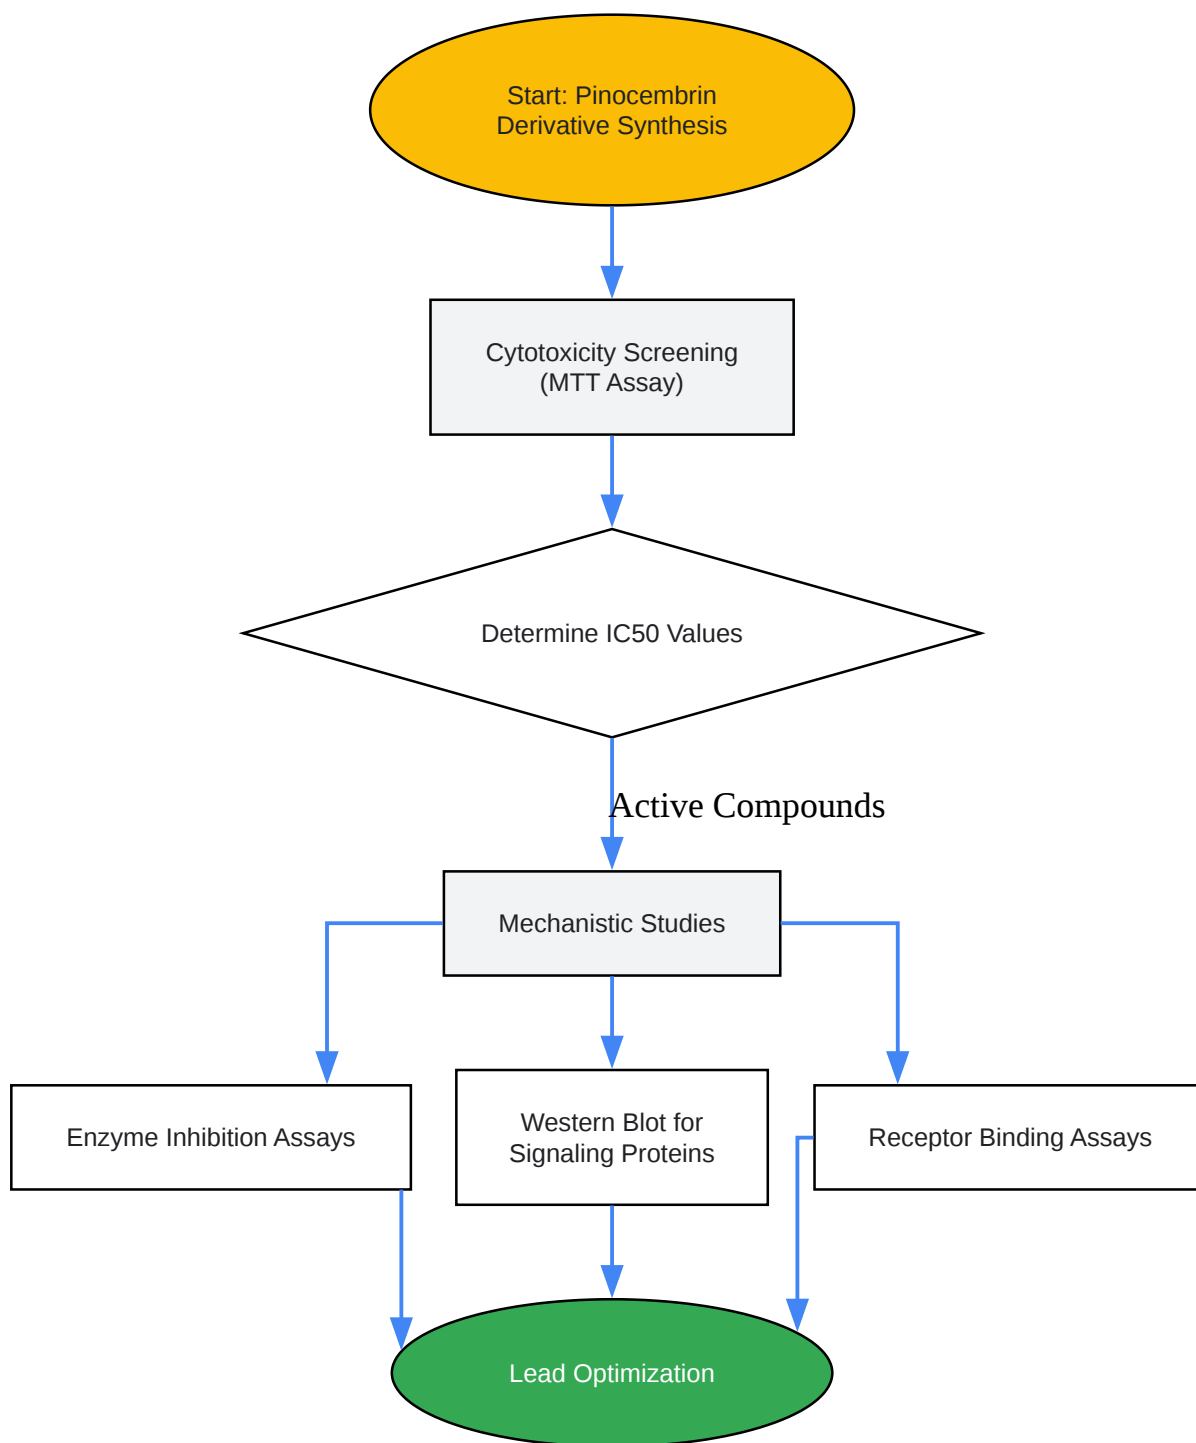 Start: Pinocembrin
Derivative Synthesis
Cytotoxicity Screening
(MTT Assay)
Determine IC50 Values
Active Compounds
Mechanistic Studies
Enzyme Inhibition Assays
Western Blot for
Signaling Proteins
Receptor Binding Assays
Lead Optimization